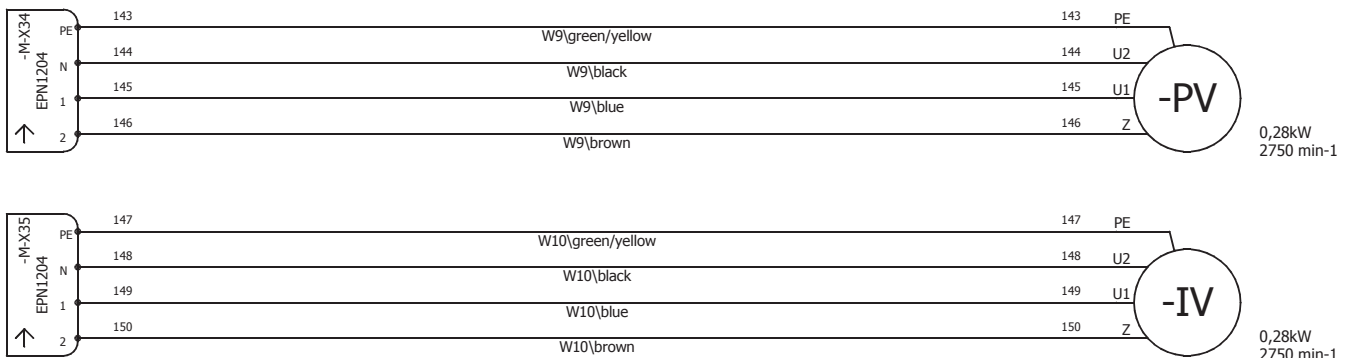 -M-X34
EPN1204
PE 143 W9\green/yellow 143 PE
N 144 W9\black 144 U2
1 145 W9\blue 145 U1
2 146 W9\brown 146 Z
-PV
0,28kW
2750 min-1
-M-X35
EPN1204
PE 147 W10\green/yellow 147 PE
N 148 W10\black 148 U2
1 149 W10\blue 149 U1
2 150 W10\brown 150 Z
-IV
0,28kW
2750 min-1